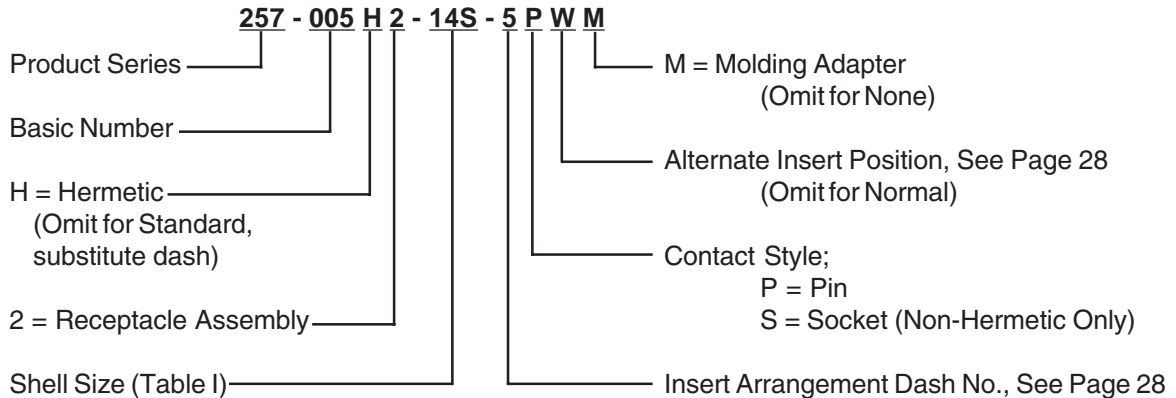 257 - 005 H 2 - 14S - 5 P W M
Product Series
Basic Number
H = Hermetic
(Omit for Standard,
substitute dash)
2 = Receptacle Assembly
Shell Size (Table I)
M = Molding Adapter
(Omit for None)
Alternate Insert Position, See Page 28
(Omit for Normal)
Contact Style;
P = Pin
S = Socket (Non-Hermetic Only)
Insert Arrangement Dash No., See Page 28